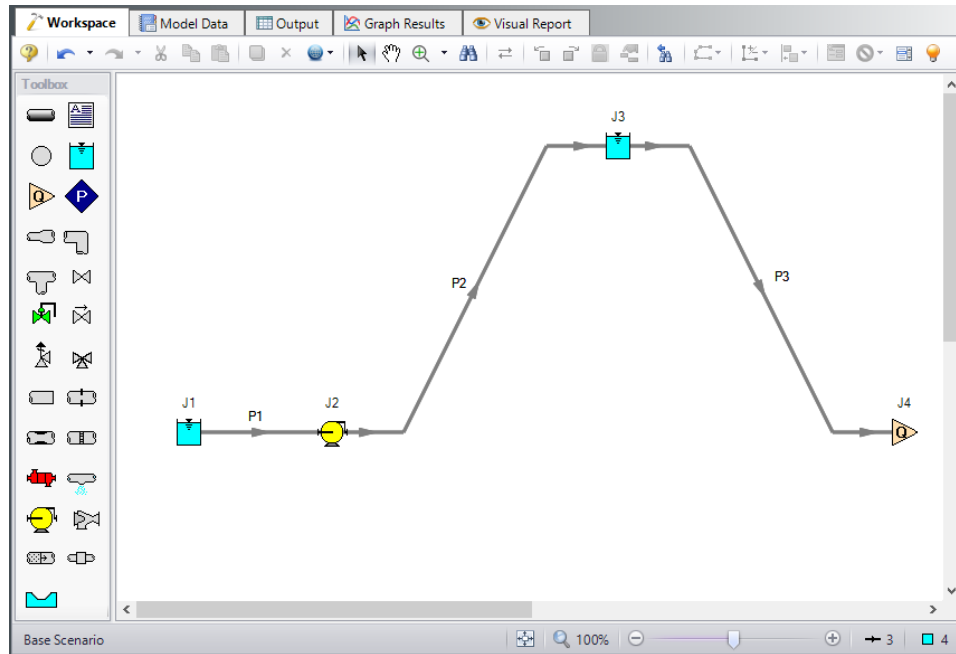 Workspace Model Data Output Graph Results Visual Report
Toolbox
A
Q P
J3
P2
P3
J1
P1
J2
J4
Q
Base Scenario 100% 3 4